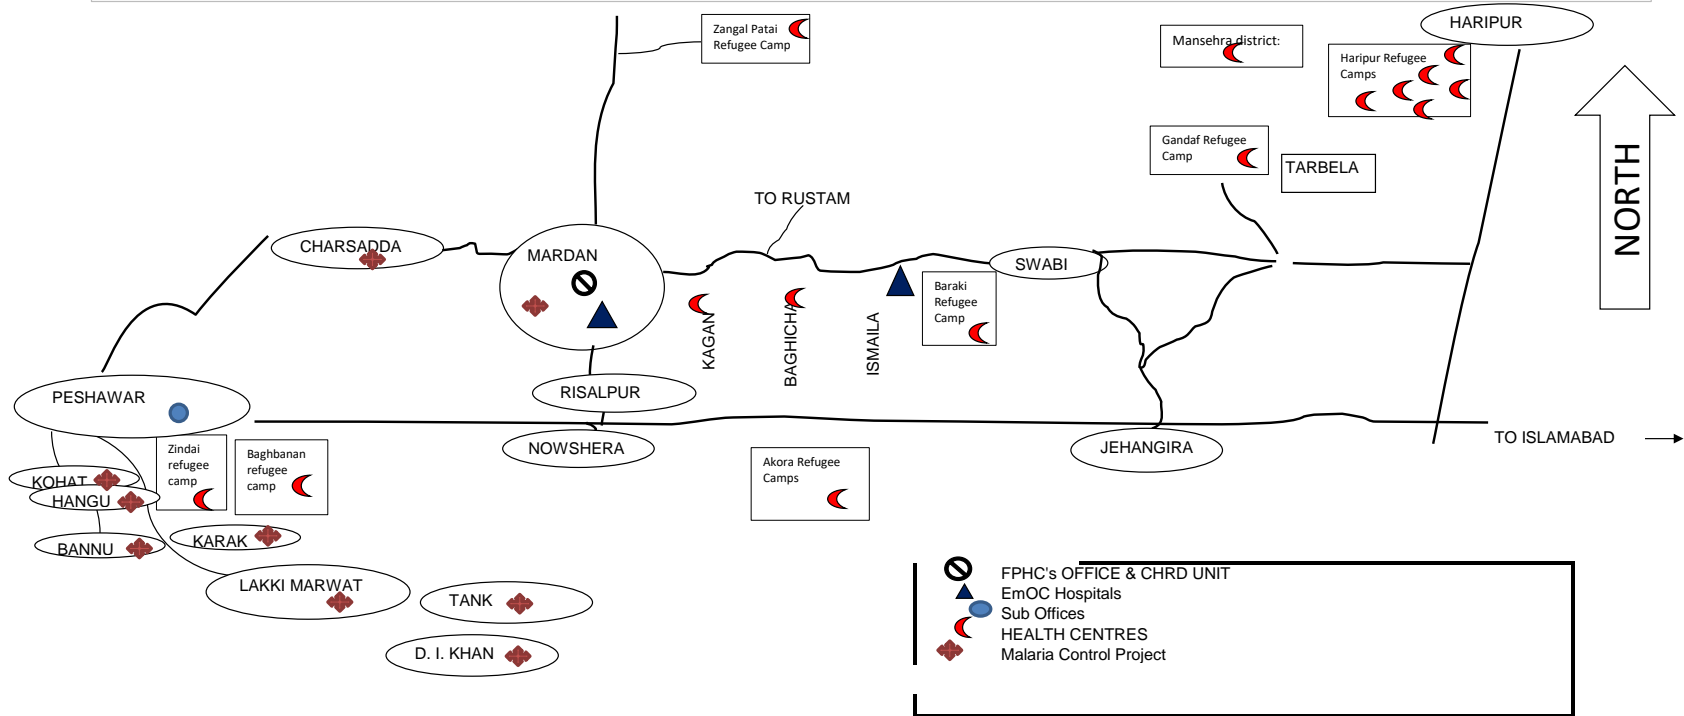 HARIPUR
Zangal Patai
Refugee Camp
Mansehra district:
Haripur Refugee
Camps
Gandaf Refugee
Camp
TARBELA
NORTH
TO RUSTAM
CHARSADDA
MARDAN
SWABI
Baraki
Refugee
Camp
KAGAN
BAGHICHA
ISMAILA
PESHAWAR
RISALPUR
NOWSHERA
JEHANGIRA
TO ISLAMABAD
Zindai
refugee
camp
Baghbanan
refugee
camp
Akora Refugee
Camps
KOHAT
HANGU
BANNU
KARAK
LAKKI MARWAT
TANK
D. I. KHAN
FPHC's OFFICE & CHRD UNIT
EmOC Hospitals
Sub Offices
HEALTH CENTRES
Malaria Control Project